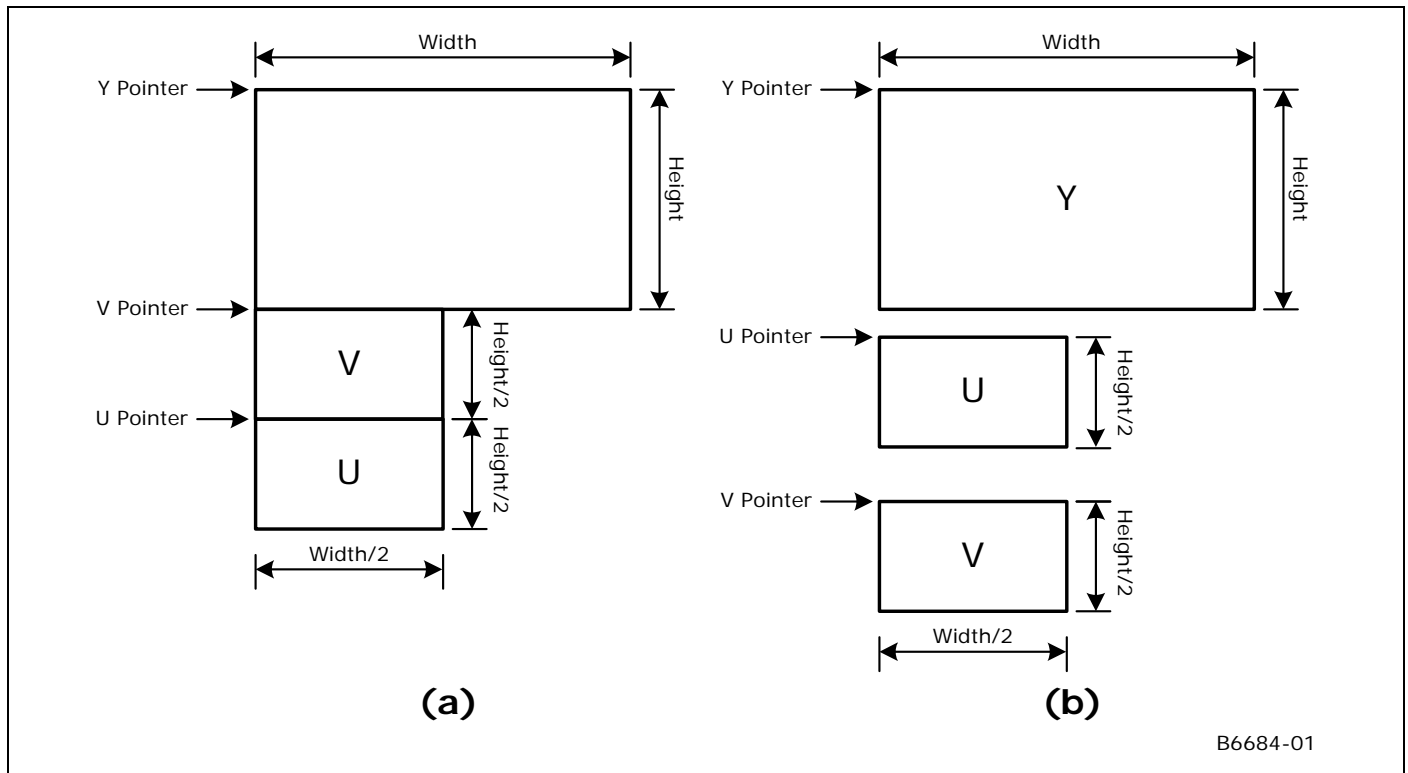 Width
Y Pointer
Height
V Pointer
V
Height/2
U Pointer
U
Height/2
Width/2
(a)
Width
Y Pointer
Y
Height
U Pointer
U
Height/2
V Pointer
V
Height/2
Width/2
(b)
B6684-01